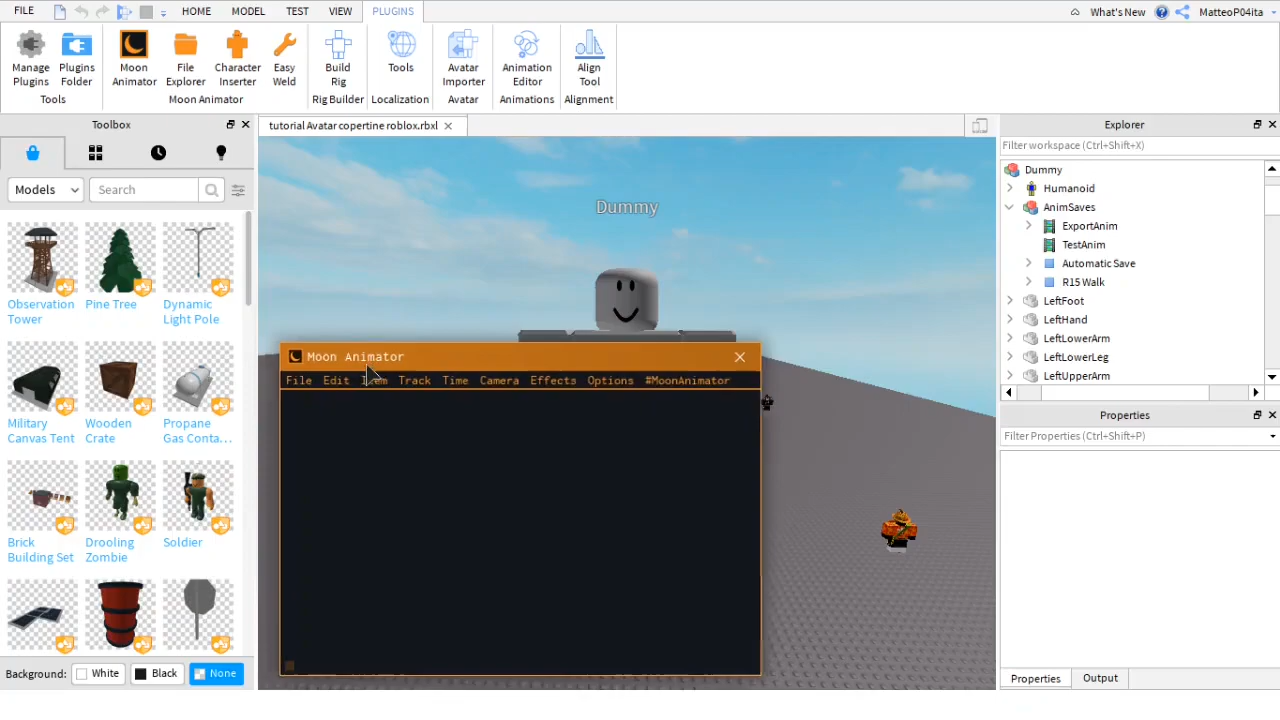 FILE HOME MODEL TEST VIEW PLUGINS What's New MatteoP04ita
Manage Plugins
Plugins Folder
Moon Animator
File Explorer
Character Inserter
Easy Weld
Build Rig
Tools
Avatar Importer
Animation Editor
Align Tool
Tools Moon Animator Rig Builder Localization Avatar Animations Alignment
Toolbox
Models Search
Observation Tower
Pine Tree
Dynamic Light Pole
Military Canvas Tent
Wooden Crate
Propane Gas Conta...
Brick Building Set
Drooling Zombie
Soldier
Background: White Black None
tutorial Avatar copertine roblox.rbxl
Dummy
Moon Animator
File Edit Item Track Time Camera Effects Options #MoonAnimator
Explorer
Filter workspace (Ctrl+Shift+X)
Dummy
Humanoid
AnimSaves
ExportAnim
TestAnim
Automatic Save
R15 Walk
LeftFoot
LeftHand
LeftLowerArm
LeftLowerLeg
LeftUpperArm
Properties
Filter Properties (Ctrl+Shift+P)
Properties Output